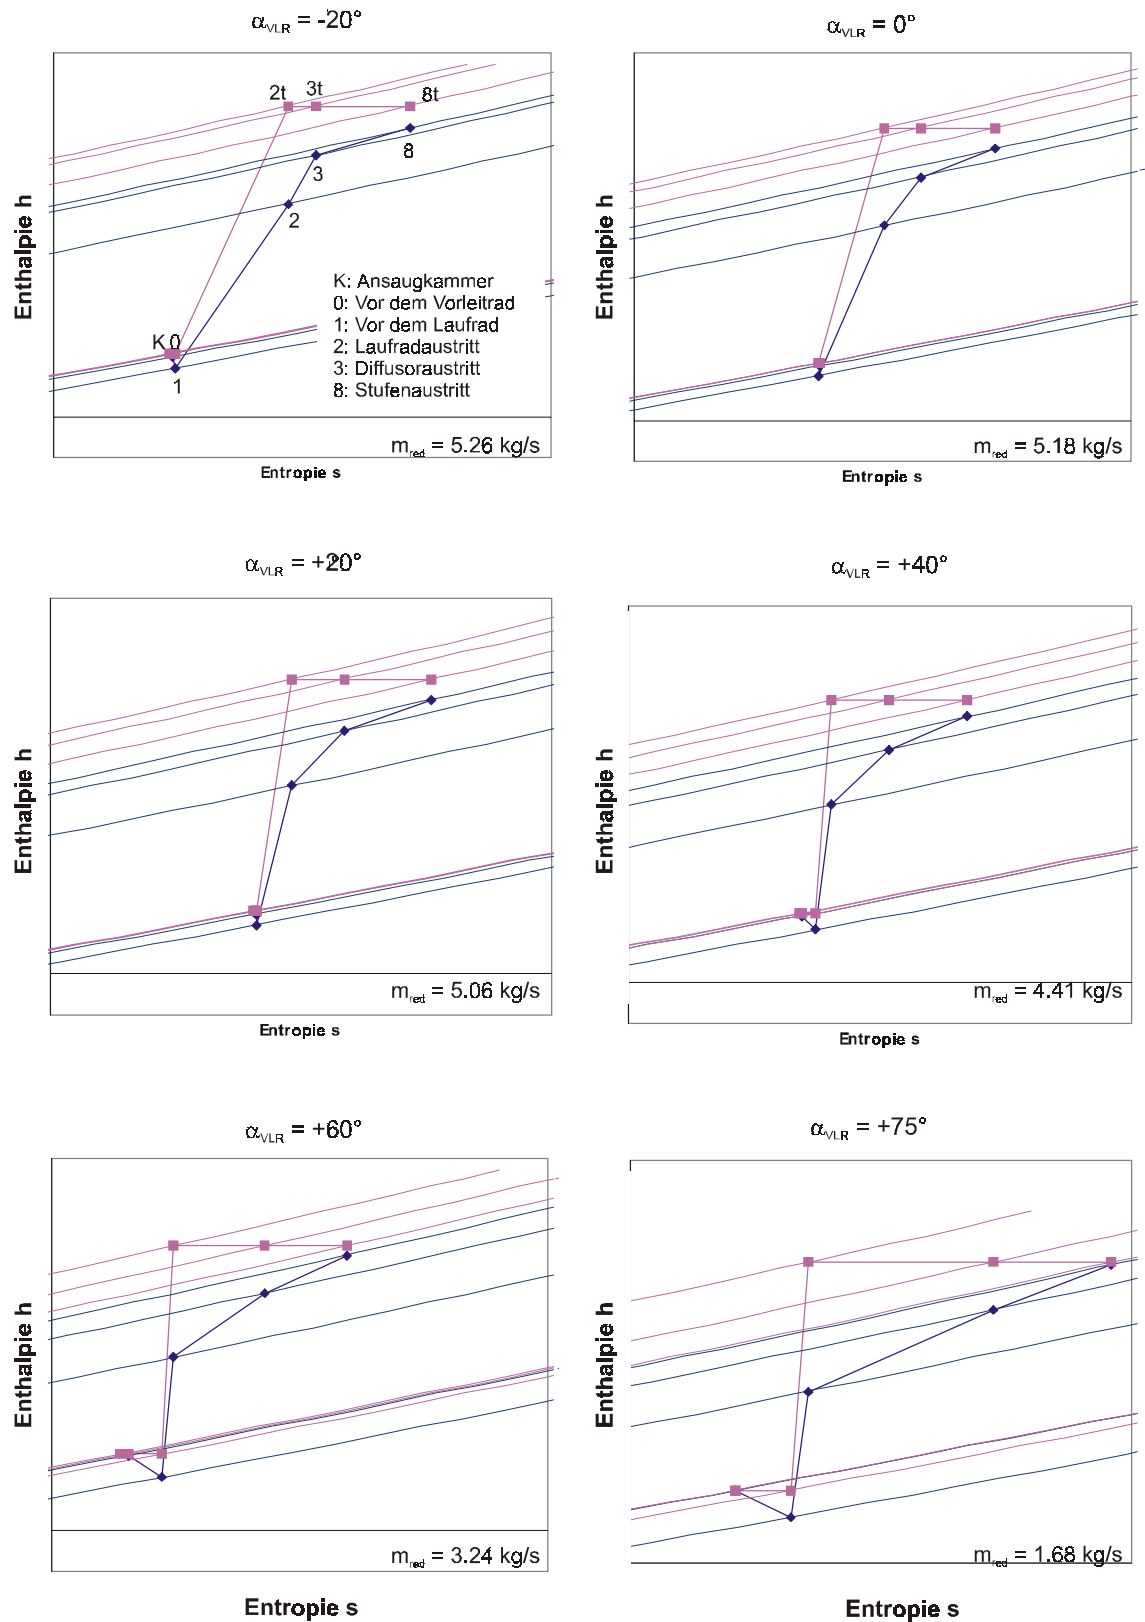 α_VLR = -20°
2t 3t 8t
8
3
2
K 0
1
K: Ansaugkammer
0: Vor dem Vorleitrad
1: Vor dem Laufrad
2: Laufradaustritt
3: Diffusoraustritt
8: Stufenaustritt
m_red = 5.26 kg/s
Enthalpie h
Entropie s
α_VLR = 0°
m_red = 5.18 kg/s
Enthalpie h
Entropie s
α_VLR = +20°
m_red = 5.06 kg/s
Enthalpie h
Entropie s
α_VLR = +40°
m_red = 4.41 kg/s
Enthalpie h
Entropie s
α_VLR = +60°
m_red = 3.24 kg/s
Enthalpie h
Entropie s
α_VLR = +75°
m_red = 1.68 kg/s
Enthalpie h
Entropie s